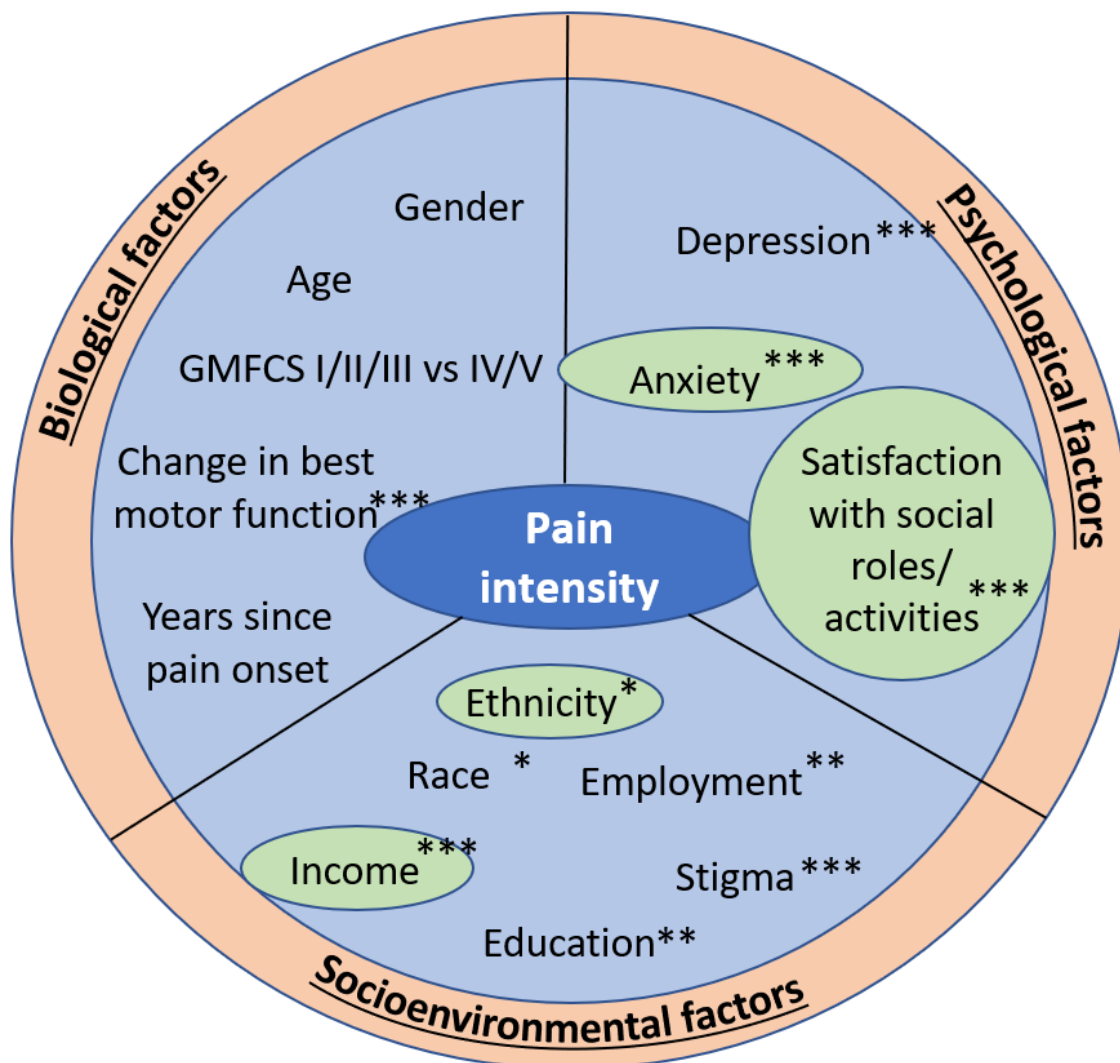 Biological factors
Gender
Age
GMFCS I/II/III vs IV/V
Change in best
motor function***
Years since
pain onset
Psychological factors
Depression***
Anxiety***
Satisfaction
with social
roles/
activities***
Pain
intensity
Ethnicity*
Race *
Employment**
Income***
Stigma***
Education**
Socioenvironmental factors